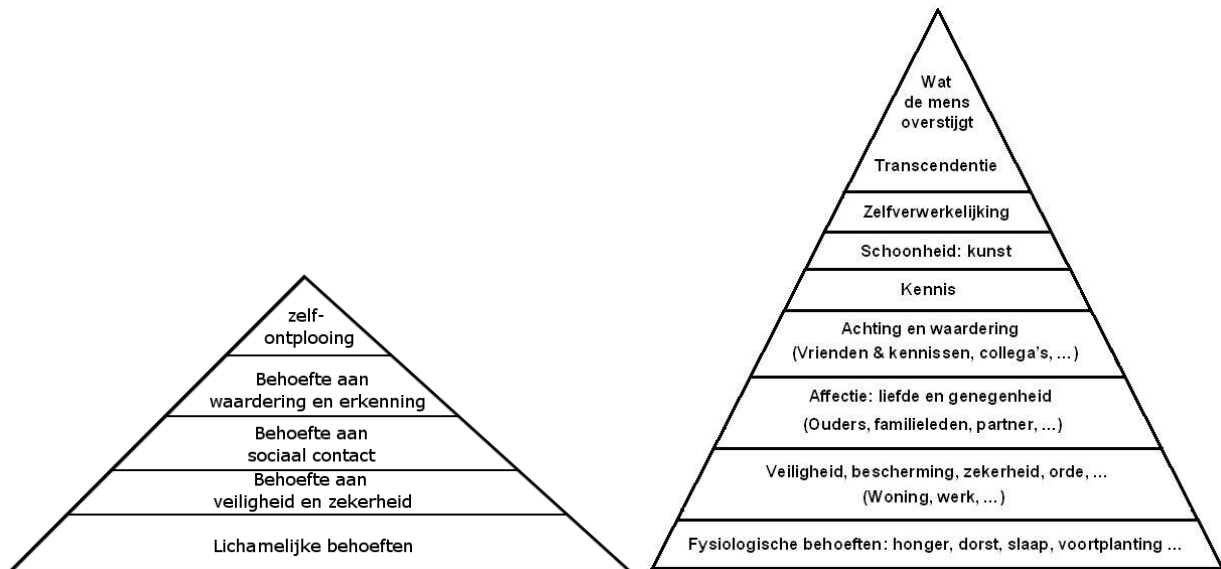 zelf-
ontplooing
Behoefte aan
waardering en erkenning
Behoefte aan
sociaal contact
Behoefte aan
veiligheid en zekerheid
Lichamelijke behoeften
Wat
de mens
overstijgt
Transcendentie
Zelfverwerkelijking
Schoonheid: kunst
Kennis
Achting en waardering
(Vrienden & kennissen, collega's, ...)
Affectie: liefde en genegenheid
(Ouders, familieleden, partner, ...)
Veiligheid, bescherming, zekerheid, orde, ...
(Woning, werk, ...)
Fysiologische behoeften: honger, dorst, slaap, voortplanting ...